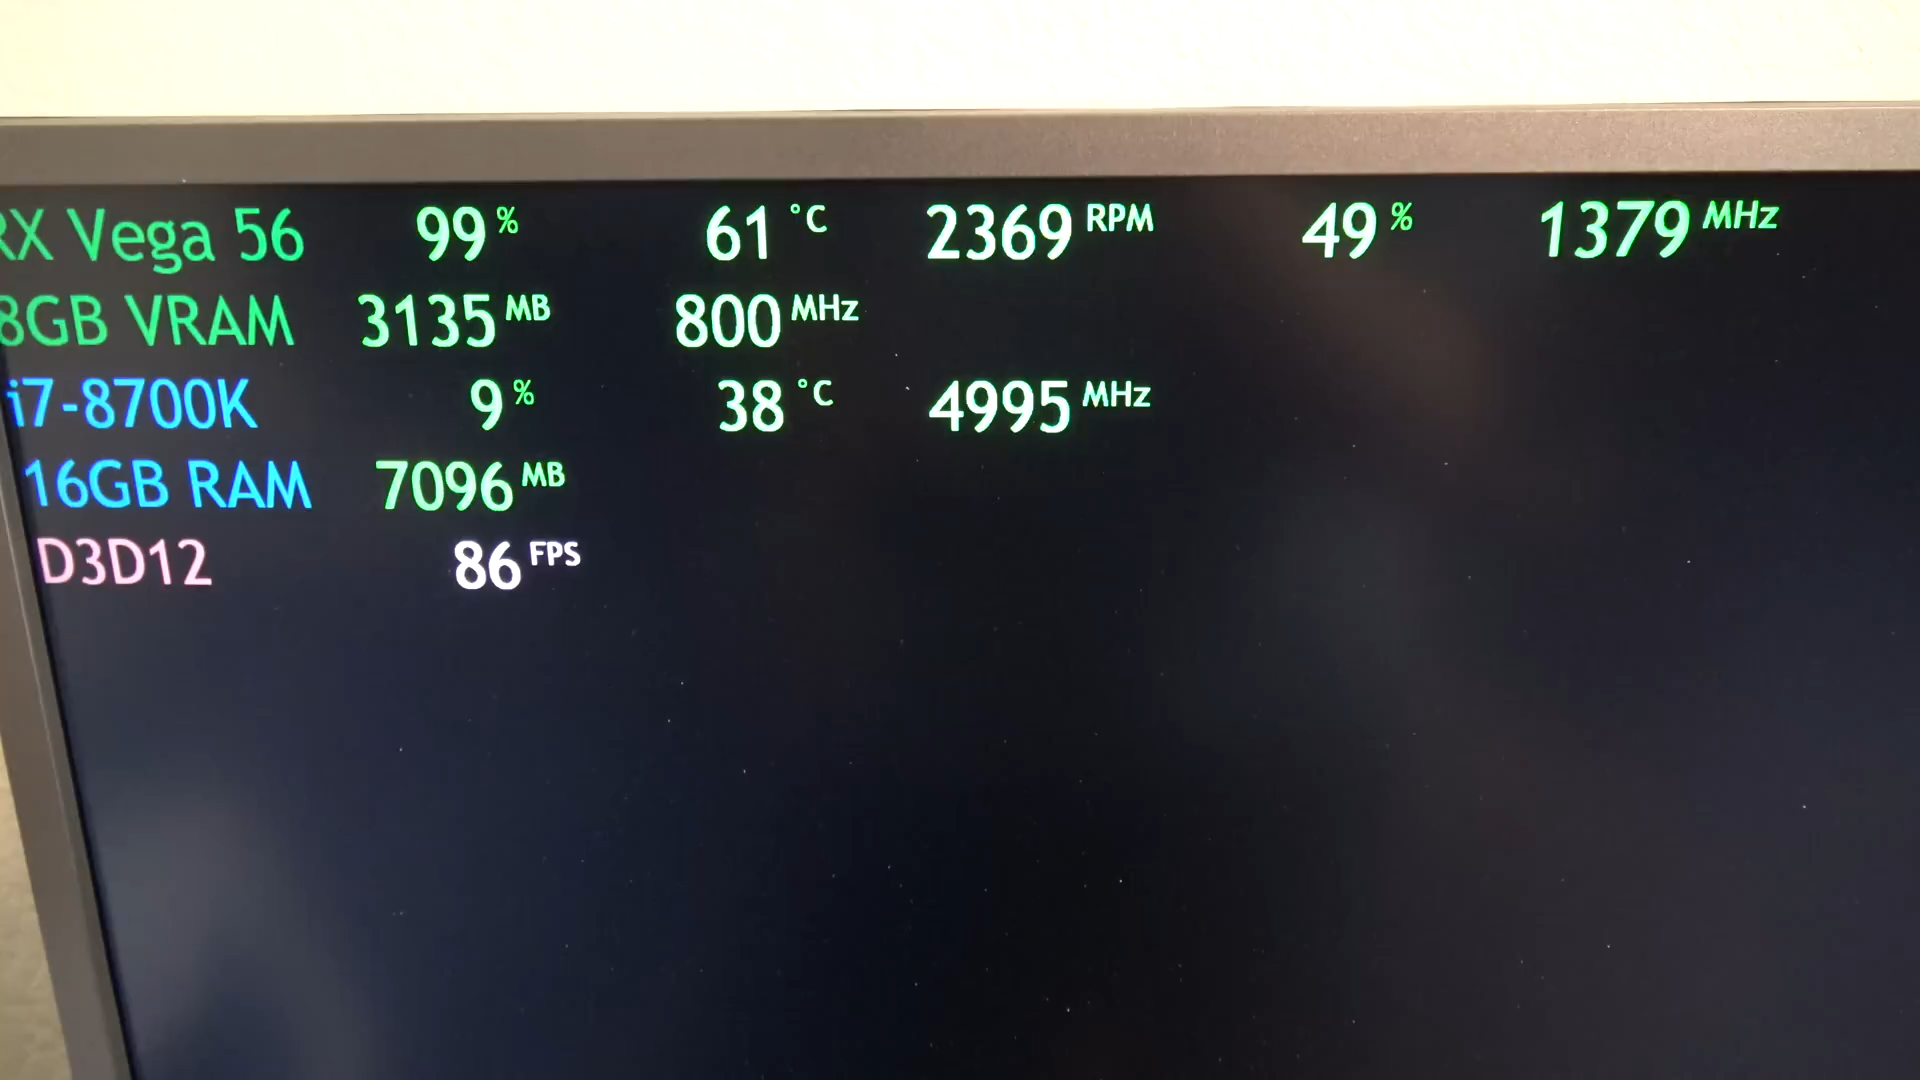 RX Vega 56 99 % 61 °C 2369 RPM 49 % 1379 MHz
8GB VRAM 3135 MB 800 MHz
i7-8700K 9 % 38 °C 4995 MHz
16GB RAM 7096 MB
D3D12 86 FPS